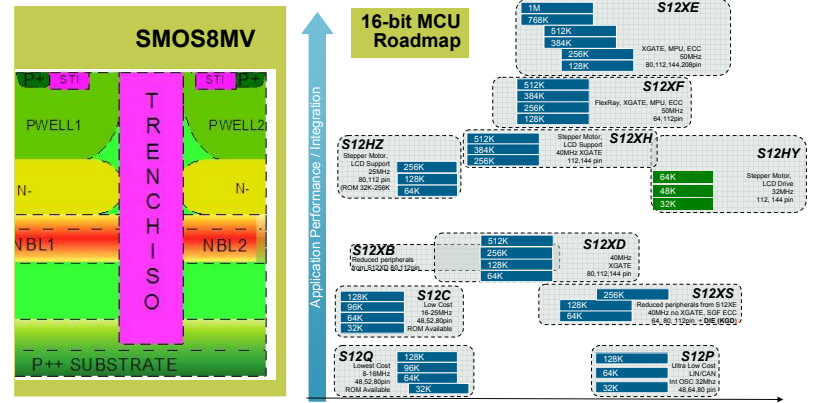 SMOS8MV
P+
STI
STI
P+
PWELL1
PWELL2
TRENCHISO
N-
N-
NBL1
NBL2
P++ SUBSTRATE
16-bit MCU
Roadmap
Application Performance / Integration
S12XE
1M
768K
512K
384K
256K
128K
XGATE, MPU, ECC
50MHz
80,112,144,208pin
S12XF
512K
384K
256K
128K
FlexRay, XGATE, MPU, ECC
50MHz
64,112pin
S12HZ
Stepper Motor,
LCD Support
25MHz
80,112 pin
(ROM 32K-256K
256K
128K
64K
S12XH
512K
384K
256K
Stepper Motor,
LCD Support
40MHz XGATE
112,144 pin
S12HY
64K
48K
32K
Stepper Motor,
LCD Drive
32MHz
112, 144 pin
S12XB
Reduced peripherals
from S12XD 80,112pin
S12XD
512K
256K
128K
64K
40MHz
XGATE
80,112,144 pin
S12C
128K
96K
64K
32K
Low Cost
16-25MHz
48,52,80pin
ROM Available
S12XS
256K
128K
64K
Reduced peripherals from S12XE
40MHz no XGATE, SGF ECC
64, 80, 112pin + DIE (KGD)
S12Q
Lowest Cost
8-16MHz
48,52,80pin
ROM Available
128K
96K
64K
32K
S12P
128K
64K
32K
Ultra Low Cost
LIN/CAN
Int OSC 32Mhz
48,64,80 pin